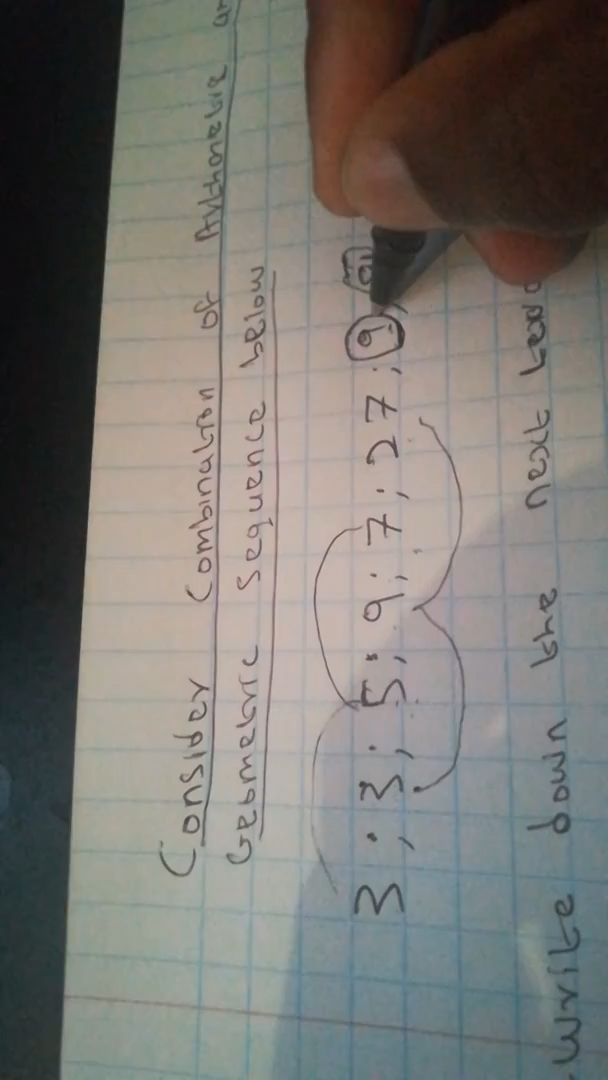 Consider Combination of Arithmetic
Geometric Sequence below
3 ; 3 ; 5 ; 9 ; 7 ; 27 ; 9 ;
Write down the next